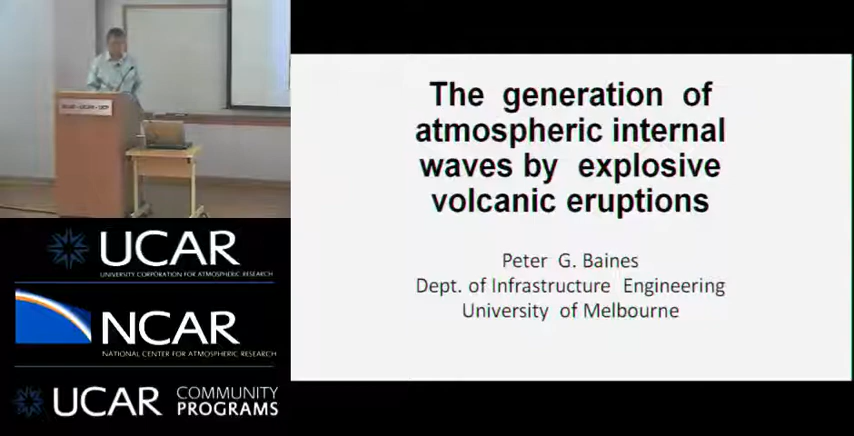 The generation of
atmospheric internal
waves by explosive
volcanic eruptions
Peter G. Baines
Dept. of Infrastructure Engineering
University of Melbourne
UCAR
UNIVERSITY CORPORATION FOR ATMOSPHERIC RESEARCH
NCAR
NATIONAL CENTER FOR ATMOSPHERIC RESEARCH
UCAR COMMUNITY
PROGRAMS